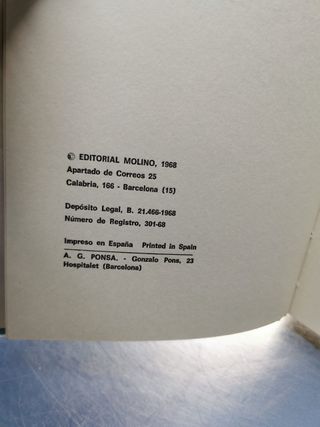 © EDITORIAL MOLINO, 1968
Apartado de Correos 25
Calabria, 166 - Barcelona (15)
Depósito Legal, B. 21.466-1968
Número de Registro, 301-68
Impreso en España Printed in Spain
A. G. PONSA. - Gonzalo Pons, 23
Hospitalet (Barcelona)